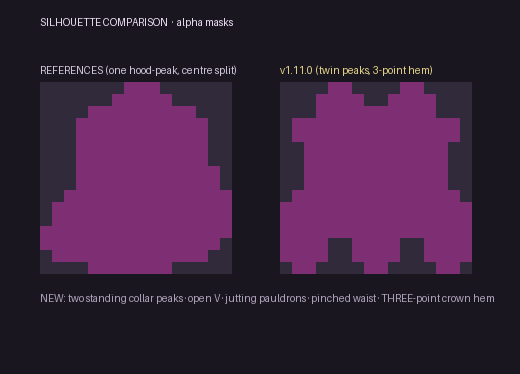 SILHOUETTE COMPARISON · alpha masks
REFERENCES (one hood-peak, centre split)
v1.11.0 (twin peaks, 3-point hem)
NEW: two standing collar peaks · open V · jutting pauldrons · pinched waist · THREE-point crown hem